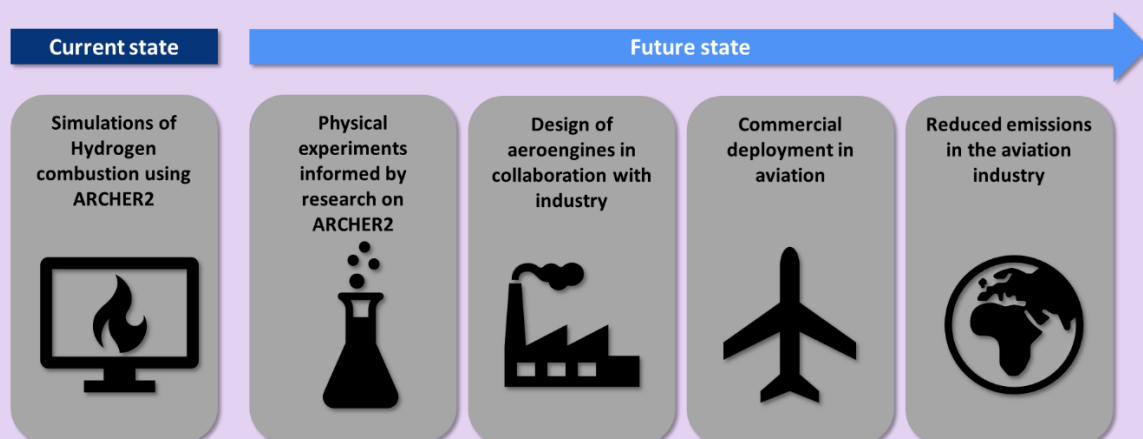 Current state
Future state
Simulations of
Hydrogen
combustion using
ARCHER2
Physical
experiments
informed by
research on
ARCHER2
Design of
aeroengines in
collaboration with
industry
Commercial
deployment in
aviation
Reduced emissions
in the aviation
industry